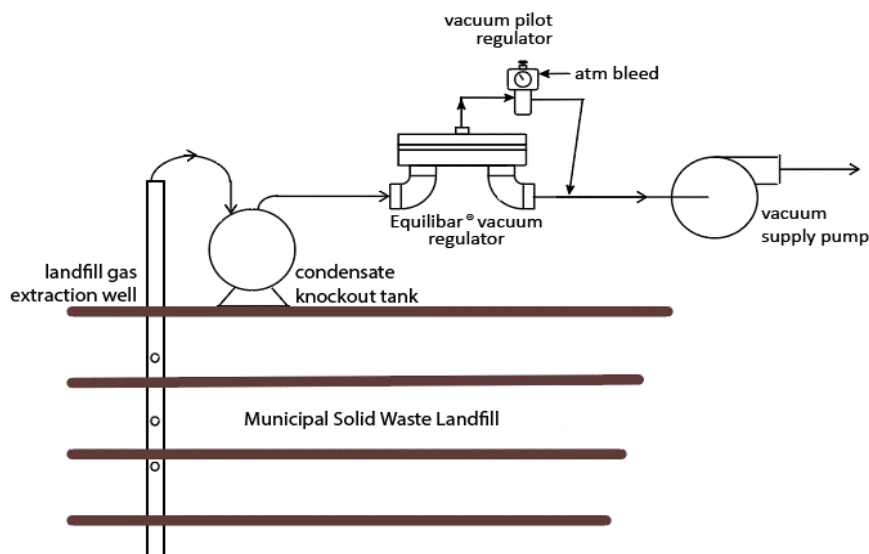 vacuum pilot
regulator
atm bleed
Equilibar® vacuum
regulator
vacuum
supply pump
landfill gas
extraction well
condensate
knockout tank
Municipal Solid Waste Landfill